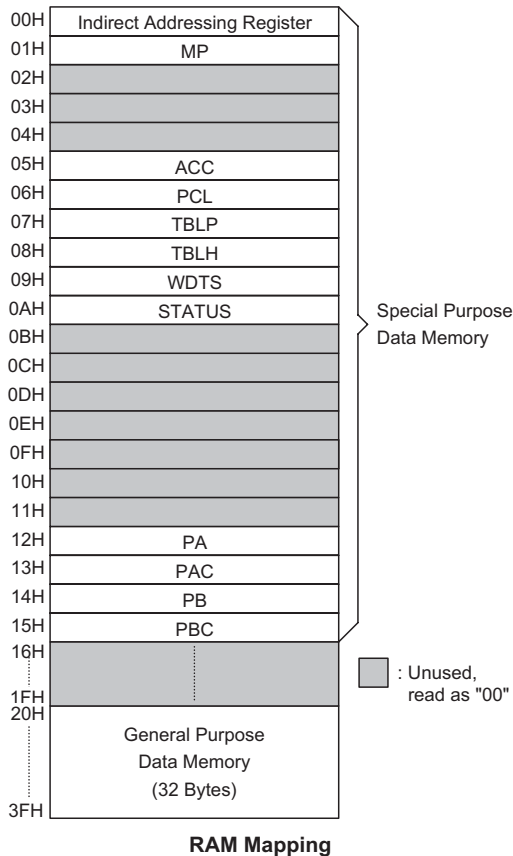 00H Indirect Addressing Register
01H MP
02H
03H
04H
05H ACC
06H PCL
07H TBLP
08H TBLH
09H WDTS
0AH STATUS
Special Purpose
Data Memory
0BH
0CH
0DH
0EH
0FH
10H
11H
12H PA
13H PAC
14H PB
15H PBC
16H
: Unused,
read as "00"
1FH
20H
General Purpose
Data Memory
(32 Bytes)
3FH
RAM Mapping